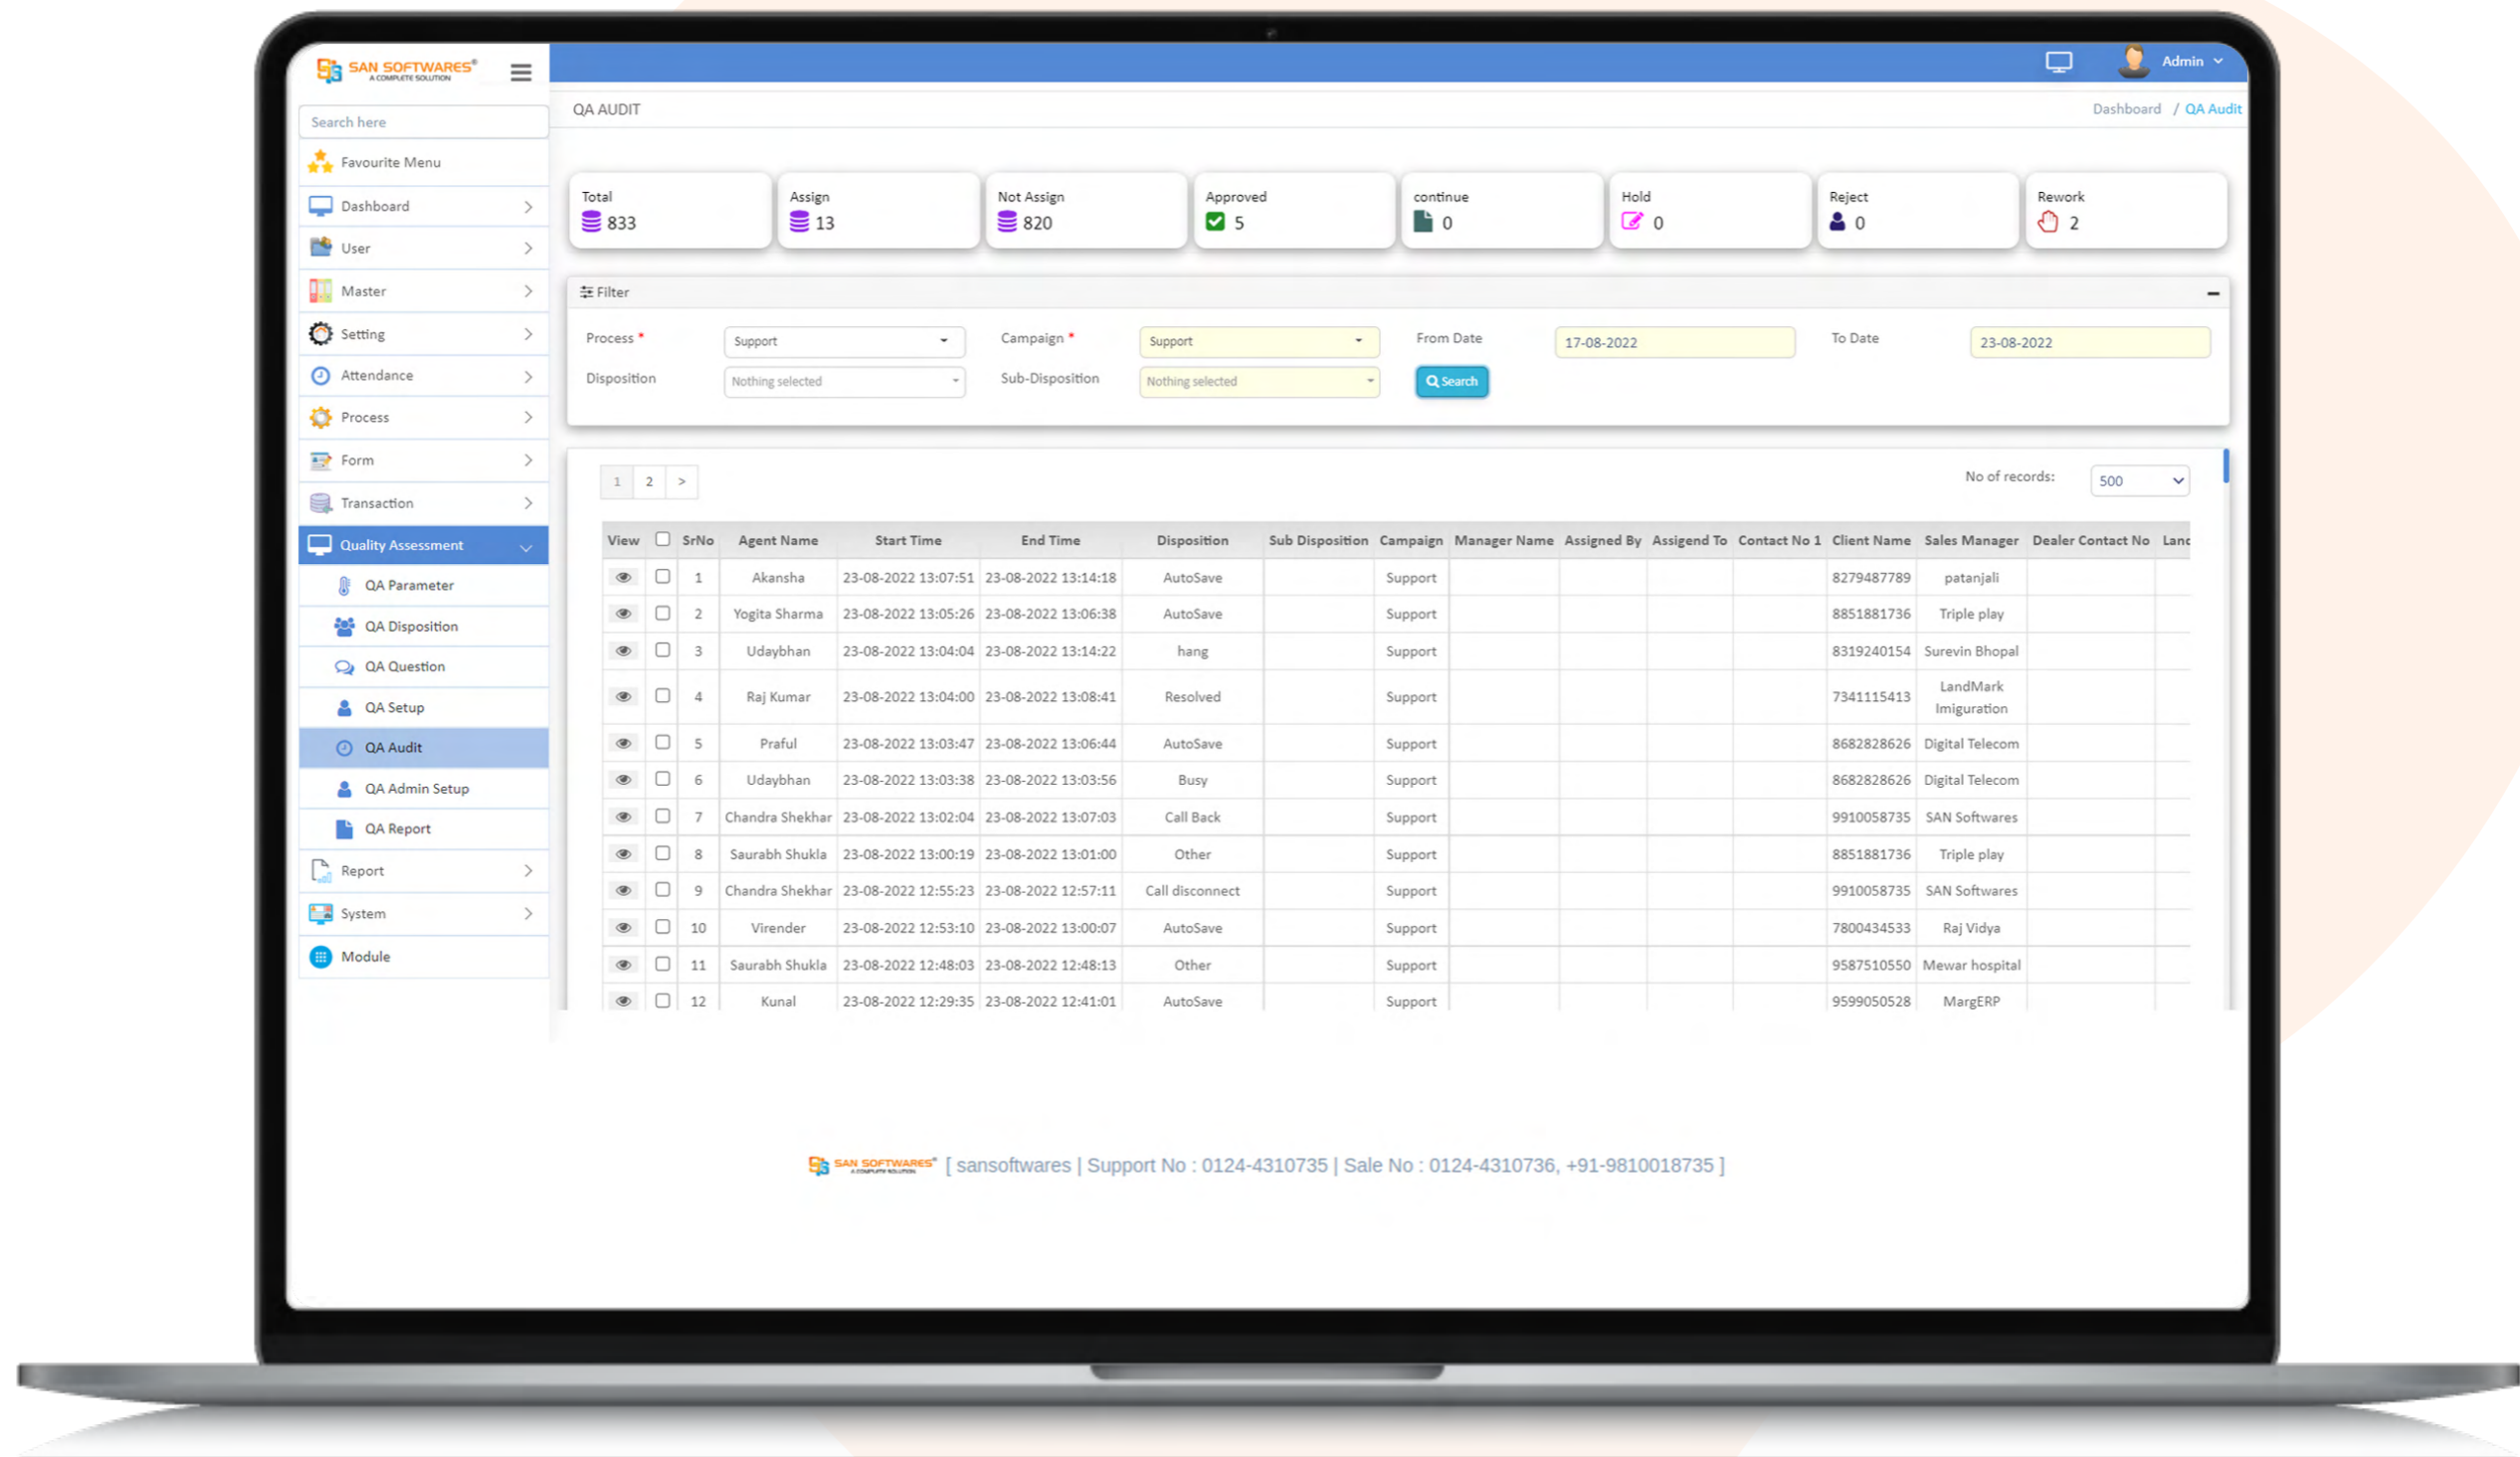 SAN SOFTWARES®
A COMPLETE SOLUTION
Admin
Search here
Favourite Menu
Dashboard
User
Master
Setting
Attendance
Process
Form
Transaction
Quality Assessment
QA Parameter
QA Disposition
QA Question
QA Setup
QA Audit
QA Admin Setup
QA Report
Report
System
Module
QA AUDIT
Dashboard / QA Audit
Total Assign Not Assign Approved continue Hold Reject Rework
833 13 820 5 0 0 0 2
Filter
Process * Support Campaign * Support From Date 17-08-2022 To Date 23-08-2022
Disposition Nothing selected Sub-Disposition Nothing selected Search
1 2 > No of records: 500
View SrNo Agent Name Start Time End Time Disposition Sub Disposition Campaign Manager Name Assigned By Assigend To Contact No 1 Client Name Sales Manager Dealer Contact No Lanc
1 Akansha 23-08-2022 13:07:51 23-08-2022 13:14:18 AutoSave Support 8279487789 patanjali
2 Yogita Sharma 23-08-2022 13:05:26 23-08-2022 13:06:38 AutoSave Support 8851881736 Triple play
3 Udaybhan 23-08-2022 13:04:04 23-08-2022 13:14:22 hang Support 8319240154 Surevin Bhopal
4 Raj Kumar 23-08-2022 13:04:00 23-08-2022 13:08:41 Resolved Support 7341115413 LandMark
Imiguration
5 Praful 23-08-2022 13:03:47 23-08-2022 13:06:44 AutoSave Support 8682828626 Digital Telecom
6 Udaybhan 23-08-2022 13:03:38 23-08-2022 13:03:56 Busy Support 8682828626 Digital Telecom
7 Chandra Shekhar 23-08-2022 13:02:04 23-08-2022 13:07:03 Call Back Support 9910058735 SAN Softwares
8 Saurabh Shukla 23-08-2022 13:00:19 23-08-2022 13:01:00 Other Support 8851881736 Triple play
9 Chandra Shekhar 23-08-2022 12:55:23 23-08-2022 12:57:11 Call disconnect Support 9910058735 SAN Softwares
10 Virender 23-08-2022 12:53:10 23-08-2022 13:00:07 AutoSave Support 7800434533 Raj Vidya
11 Saurabh Shukla 23-08-2022 12:48:03 23-08-2022 12:48:13 Other Support 9587510550 Mewar hospital
12 Kunal 23-08-2022 12:29:35 23-08-2022 12:41:01 AutoSave Support 9599050528 MargERP
SAN SOFTWARES® A COMPLETE SOLUTION [ sansoftwares | Support No : 0124-4310735 | Sale No : 0124-4310736, +91-9810018735 ]